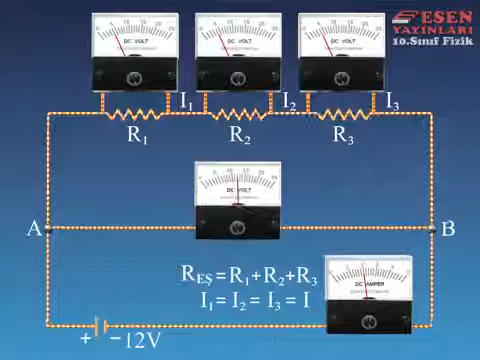 ESEN
YAYINLARI
10.Sınıf Fizik
DC VOLT
DC VOLT
DC VOLT
I₁
I₂
I₃
R₁
R₂
R₃
DC VOLT
A
B
R_EŞ = R₁+R₂+R₃
I₁ = I₂ = I₃ = I
DC AMPER
+ − 12V